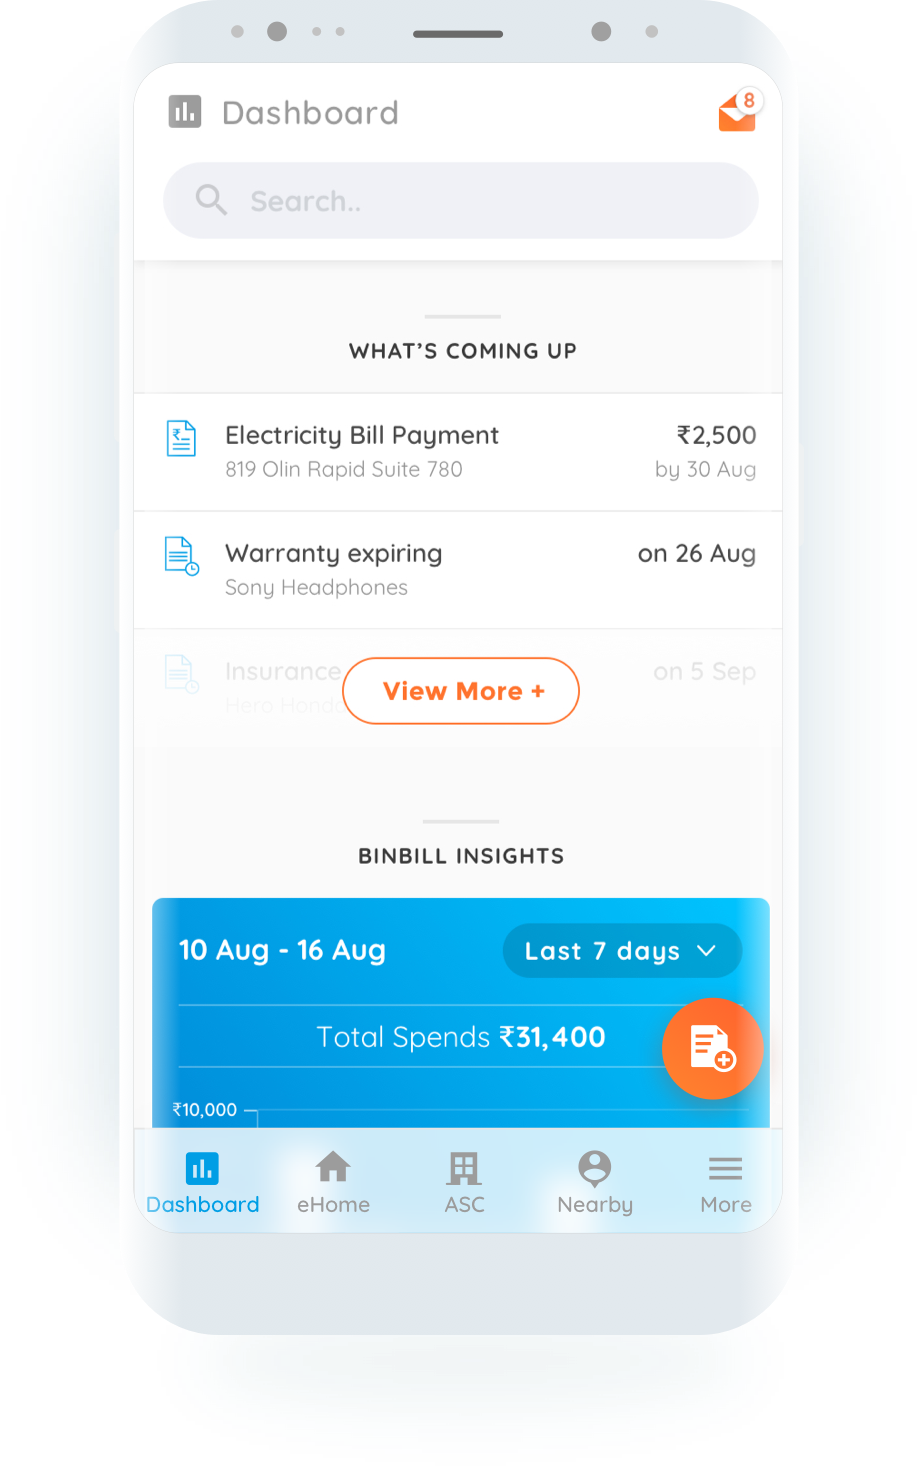 Dashboard
8
Search..
WHAT'S COMING UP
Electricity Bill Payment ₹2,500
819 Olin Rapid Suite 780 by 30 Aug
Warranty expiring on 26 Aug
Sony Headphones
Insurance on 5 Sep
Hero Honda
View More +
BINBILL INSIGHTS
10 Aug - 16 Aug Last 7 days
Total Spends ₹31,400
₹10,000
Dashboard eHome ASC Nearby More